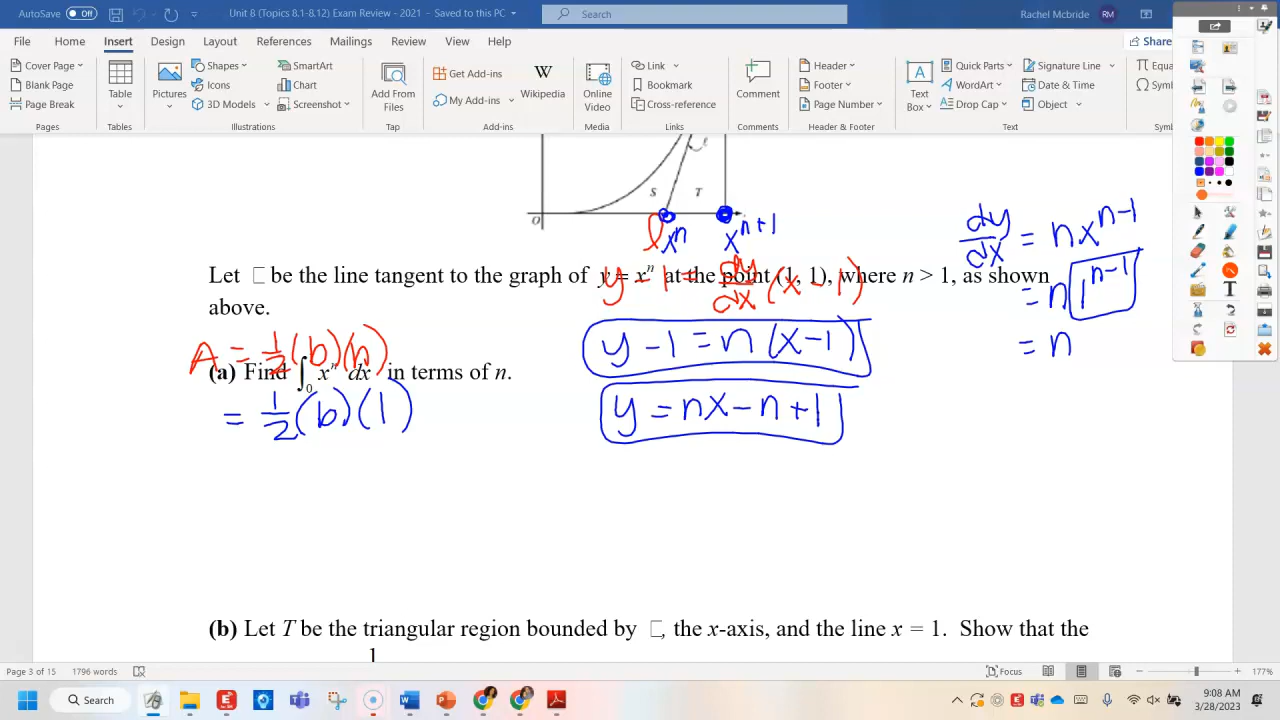 AutoSave Off Unit 8 (Topics 8.1-8.12) Exam Review - 2021 - Saved to this PC Search Rachel Mcbride RM
File Home Insert Design Layout References Mailings Review View Help Share
Cover Page Shapes SmartArt Get Add-ins Link Header Quick Parts Signature Line Equa
Blank Page Icons Chart Bookmark Footer WordArt Date & Time Symb
Page Break Table Pictures 3D Models Screenshot Add From Files My Add-ins Wikipedia Online Video Cross-reference Comment Page Number Text Box Drop Cap Object
Pages Tables Illustrations Tap Add-ins Media Links Comments Header & Footer Text Symb
ℓ
S T
O
l x^n x^{n+1}
dy/dx = nx^{n-1}
Let □ be the line tangent to the graph of y = xⁿ at the point (1, 1), where n > 1, as shown
above.
y - 1 = dy/dx (x - 1)
= n 1^{n-1}
A = 1/2 (b)(h)
y - 1 = n (x - 1)
= n
(a) Find ∫₀ xⁿ dx in terms of n.
= 1/2 (b)(1)
y = nx - n + 1
(b) Let T be the triangular region bounded by □, the x-axis, and the line x = 1. Show that the
1
Page 3 of 15 1796 words Focus 177%
Search 9:08 AM
3/28/2023